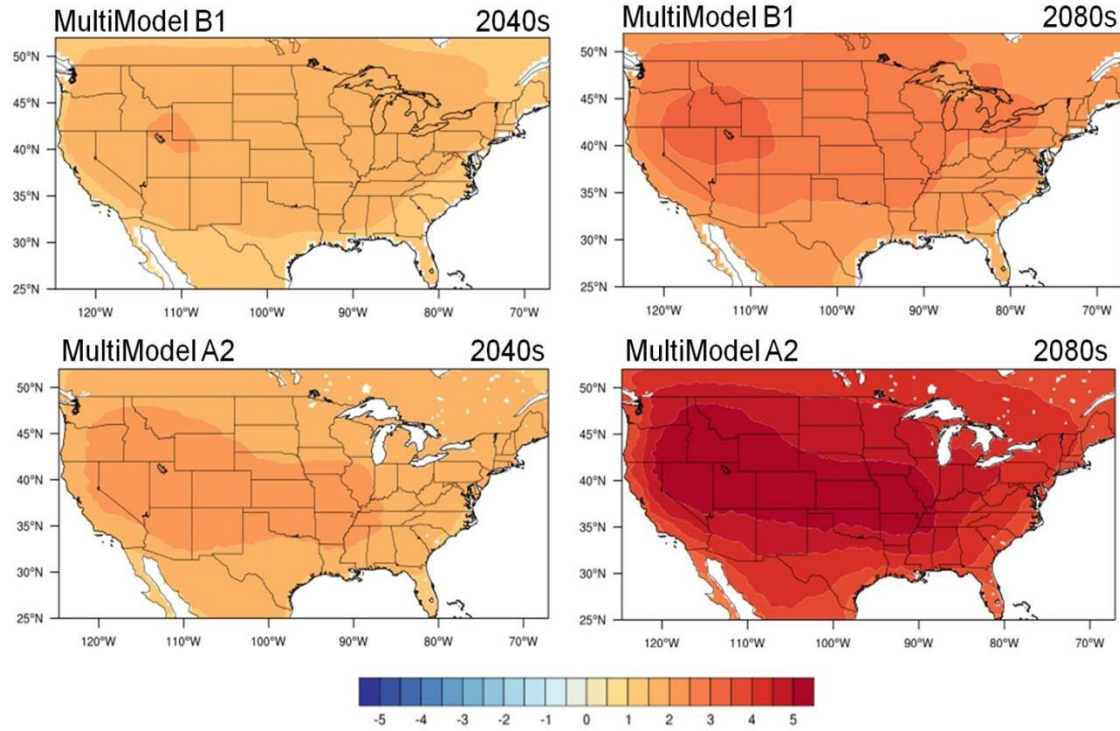 MultiModel B1 2040s
50°N
45°N
40°N
35°N
30°N
25°N
120°W 110°W 100°W 90°W 80°W 70°W
MultiModel B1 2080s
50°N
45°N
40°N
35°N
30°N
25°N
120°W 110°W 100°W 90°W 80°W 70°W
MultiModel A2 2040s
50°N
45°N
40°N
35°N
30°N
25°N
120°W 110°W 100°W 90°W 80°W 70°W
MultiModel A2 2080s
50°N
45°N
40°N
35°N
30°N
25°N
120°W 110°W 100°W 90°W 80°W 70°W
-5 -4 -3 -2 -1 0 1 2 3 4 5